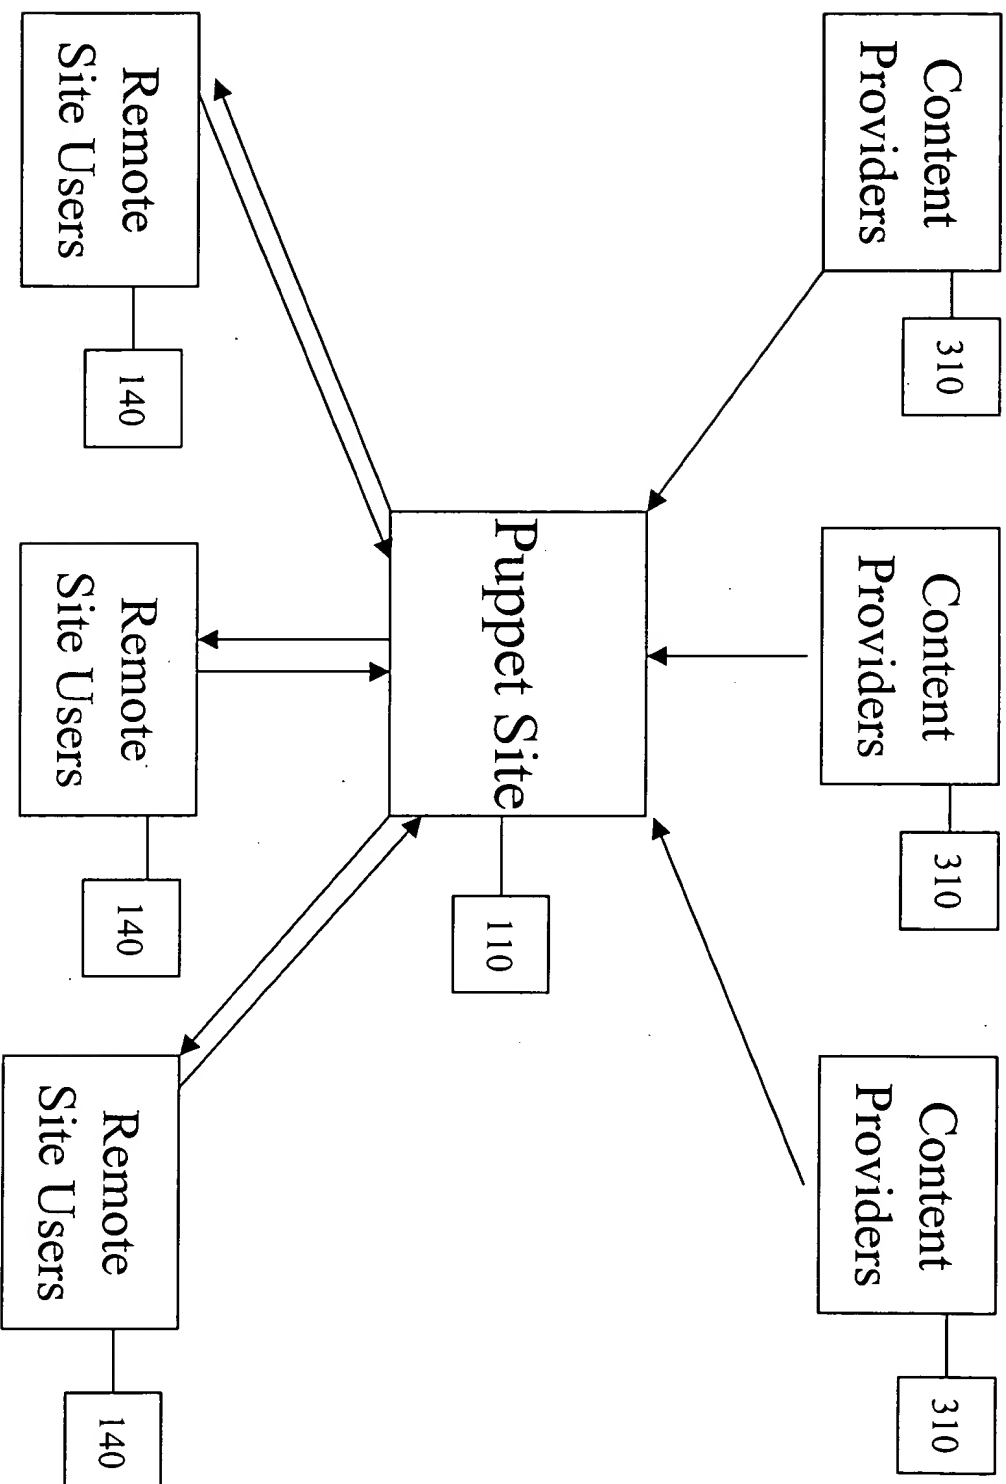 Content
Providers
310
Content
Providers
310
Content
Providers
310
Puppet Site
110
Remote
Site Users
140
Remote
Site Users
140
Remote
Site Users
140